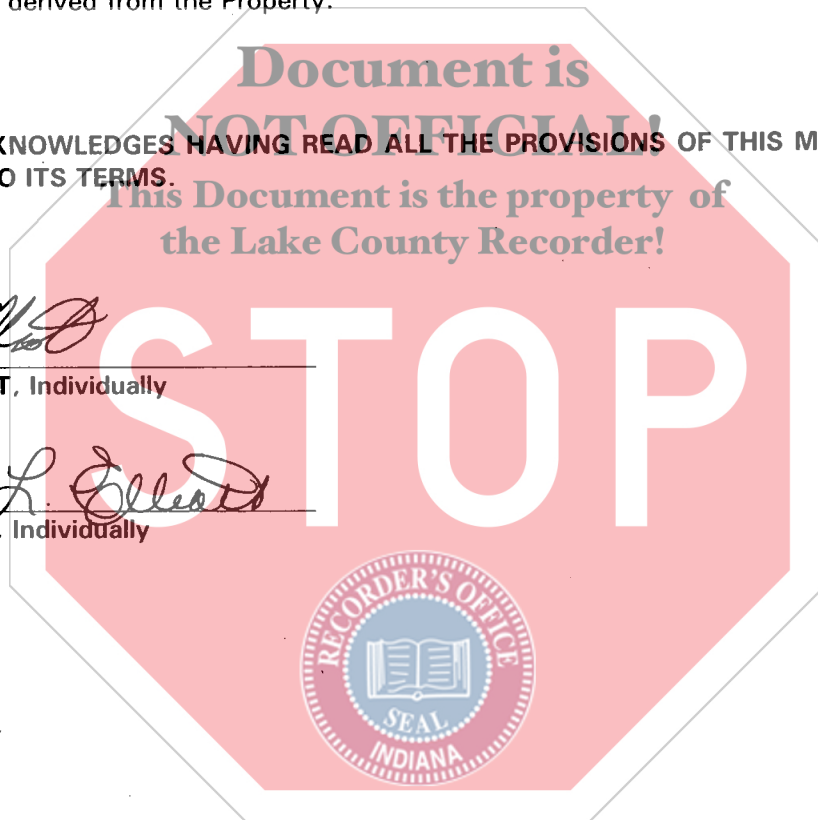 derived from the Property.
Document is
NOT OFFICIAL!
KNOWLEDGES HAVING READ ALL THE PROVISIONS OF THIS M
O ITS TERMS.
This Document is the property of
the Lake County Recorder!
STOP
T, Individually
L. Elliott
, Individually
RECORDER'S OFFICE
SEAL
INDIANA